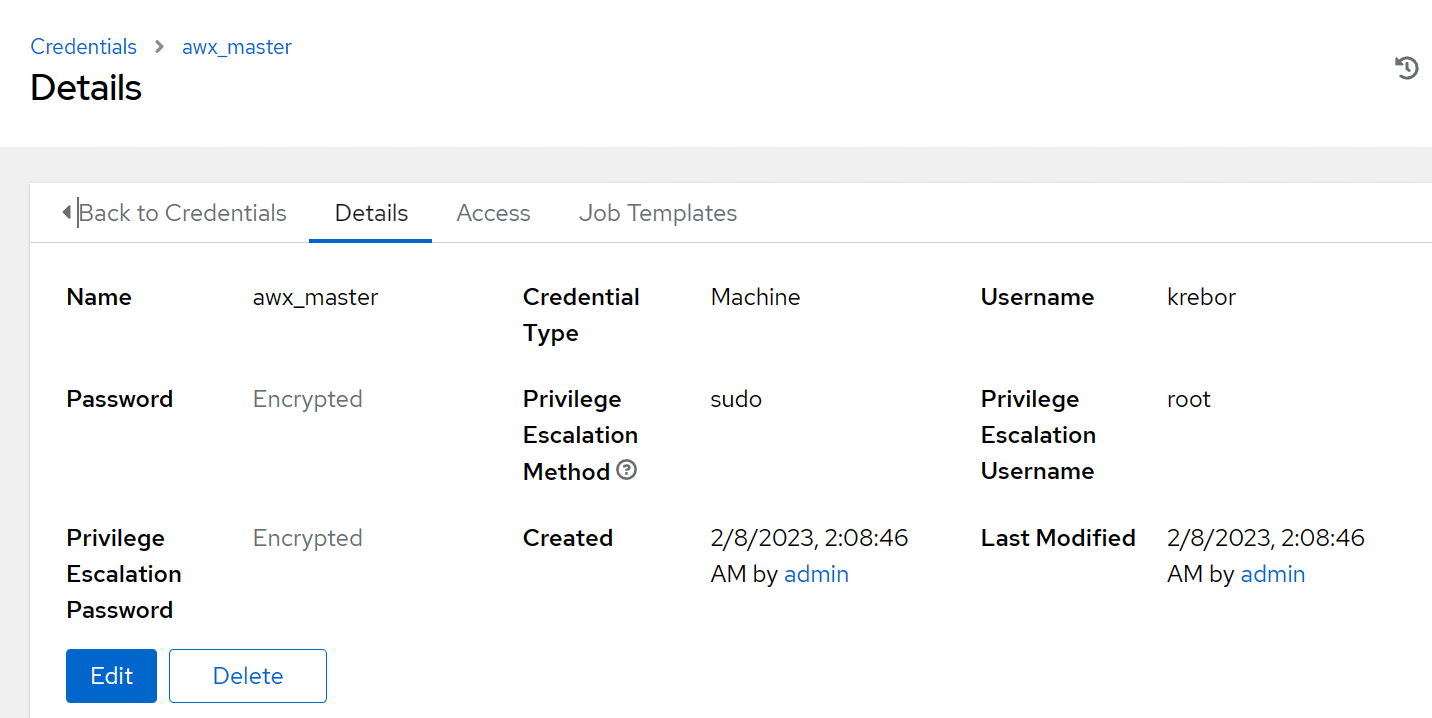 Credentials > awx_master
Details
Back to Credentials Details Access Job Templates
Name awx_master Credential Type Machine Username krebor
Password Encrypted Privilege Escalation Method sudo Privilege Escalation Username root
Privilege Escalation Password Encrypted Created 2/8/2023, 2:08:46 AM by admin Last Modified 2/8/2023, 2:08:46 AM by admin
Edit Delete